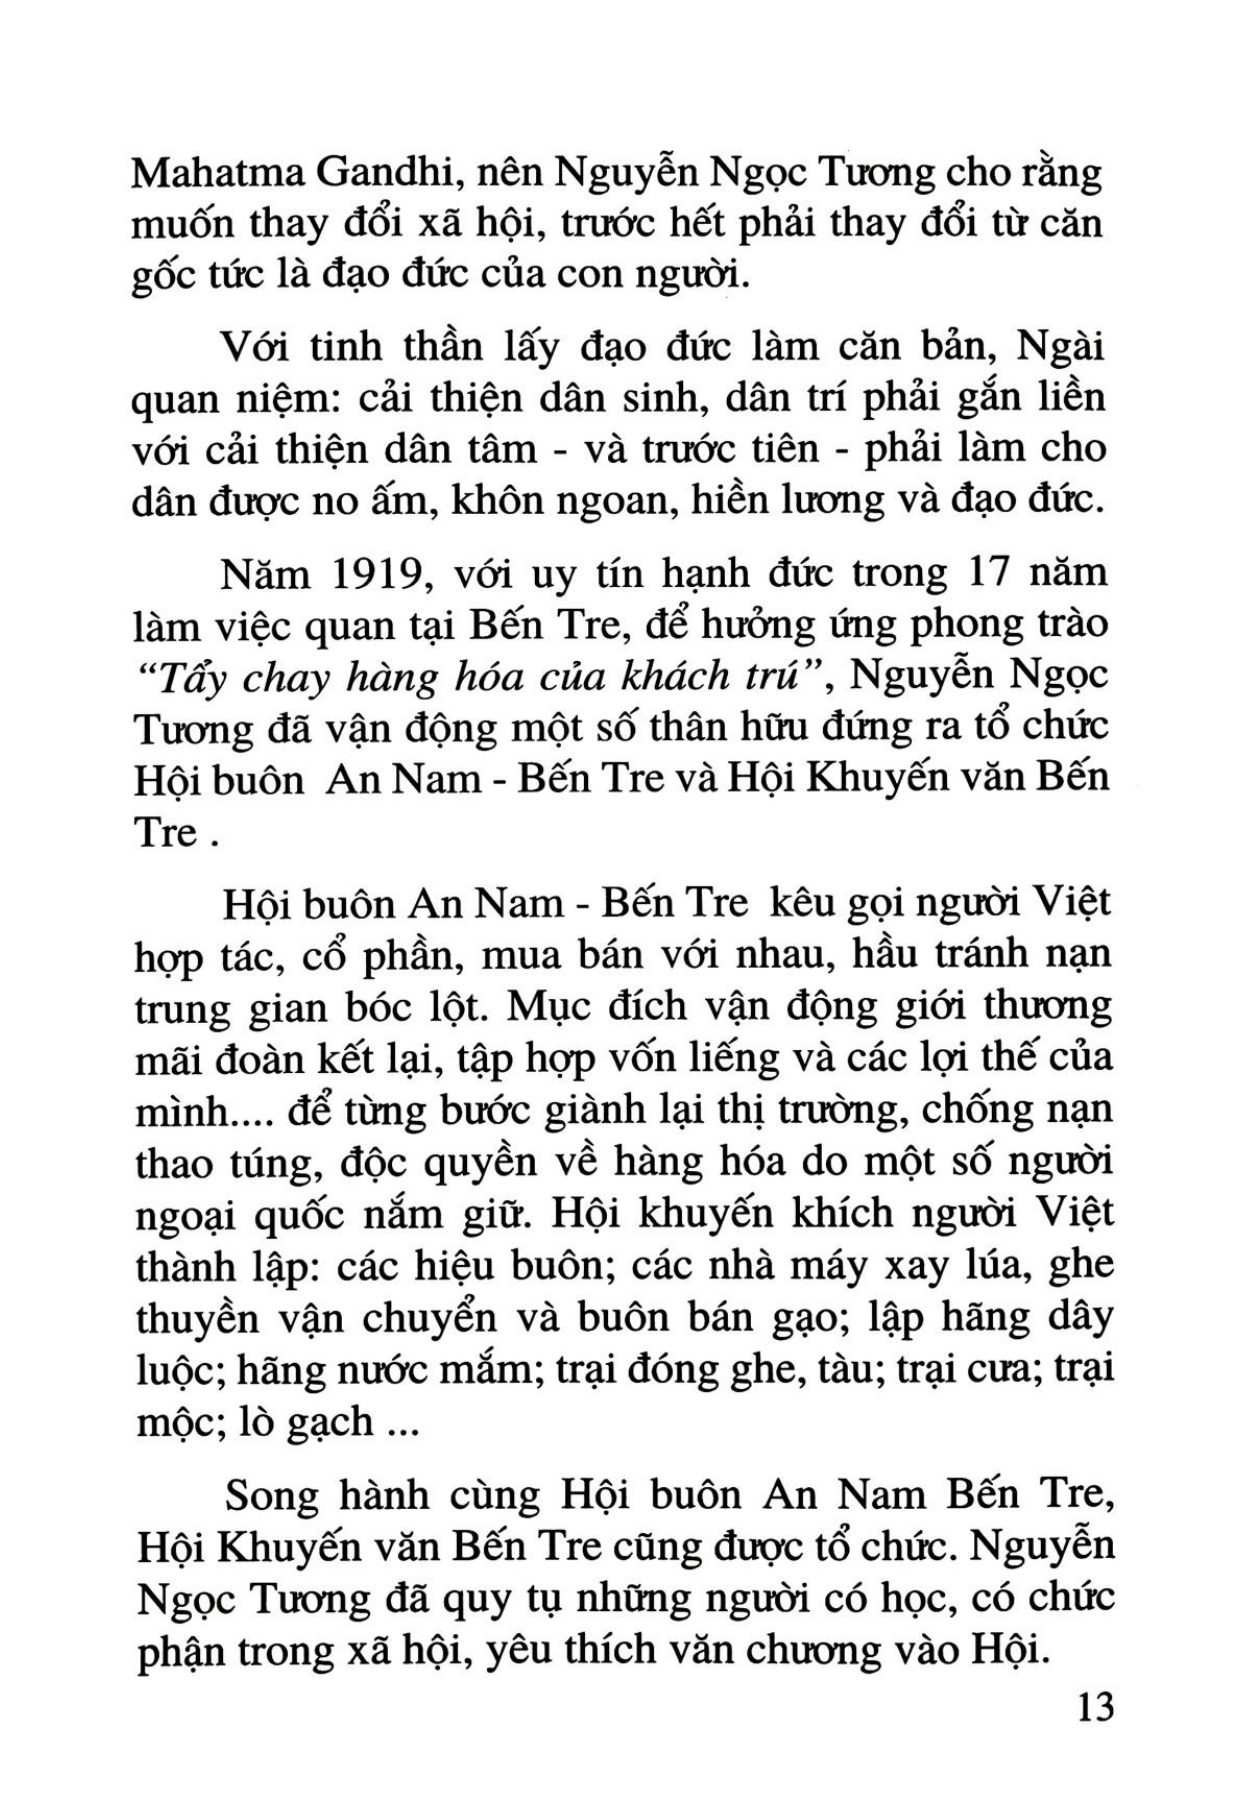 Mahatma Gandhi, nên Nguyễn Ngọc Tương cho rằng
muốn thay đổi xã hội, trước hết phải thay đổi từ căn
gốc tức là đạo đức của con người.
Với tinh thần lấy đạo đức làm căn bản, Ngài
quan niệm: cải thiện dân sinh, dân trí phải gắn liền
với cải thiện dân tâm - và trước tiên - phải làm cho
dân được no ấm, khôn ngoan, hiền lương và đạo đức.
Năm 1919, với uy tín hạnh đức trong 17 năm
làm việc quan tại Bến Tre, để hưởng ứng phong trào
“Tẩy chay hàng hóa của khách trú”, Nguyễn Ngọc
Tương đã vận động một số thân hữu đứng ra tổ chức
Hội buôn An Nam - Bến Tre và Hội Khuyến văn Bến
Tre .
Hội buôn An Nam - Bến Tre kêu gọi người Việt
hợp tác, cổ phần, mua bán với nhau, hầu tránh nạn
trung gian bóc lột. Mục đích vận động giới thương
mãi đoàn kết lại, tập hợp vốn liếng và các lợi thế của
mình.... để từng bước giành lại thị trường, chống nạn
thao túng, độc quyền về hàng hóa do một số người
ngoại quốc nắm giữ. Hội khuyến khích người Việt
thành lập: các hiệu buôn; các nhà máy xay lúa, ghe
thuyền vận chuyển và buôn bán gạo; lập hãng dây
luộc; hãng nước mắm; trại đóng ghe, tàu; trại cưa; trại
mộc; lò gạch ...
Song hành cùng Hội buôn An Nam Bến Tre,
Hội Khuyến văn Bến Tre cũng được tổ chức. Nguyễn
Ngọc Tương đã quy tụ những người có học, có chức
phận trong xã hội, yêu thích văn chương vào Hội.
13